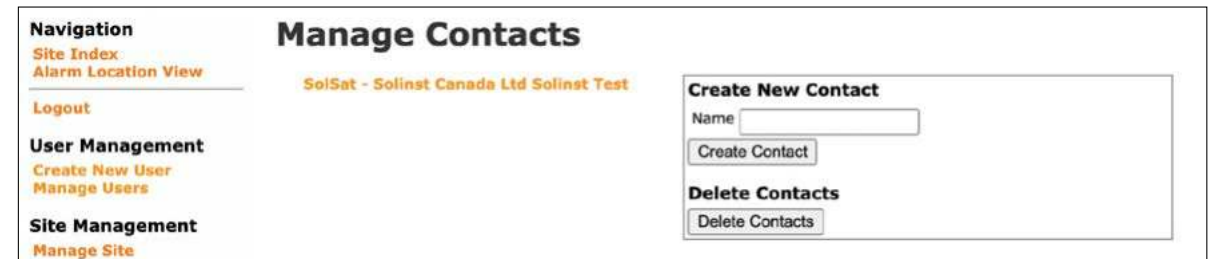 Navigation
Site Index
Alarm Location View
Logout
User Management
Create New User
Manage Users
Site Management
Manage Site
Manage Contacts
SolSat - Solinst Canada Ltd Solinst Test
Create New Contact
Name
Create Contact
Delete Contacts
Delete Contacts